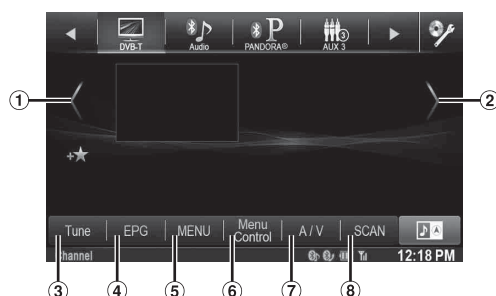 DVB-T Audio PANDORA® AUX 3
3
1
2
Tune EPG MENU Menu Control A / V SCAN
Channel 12:18 PM
3 4 5 6 7 8